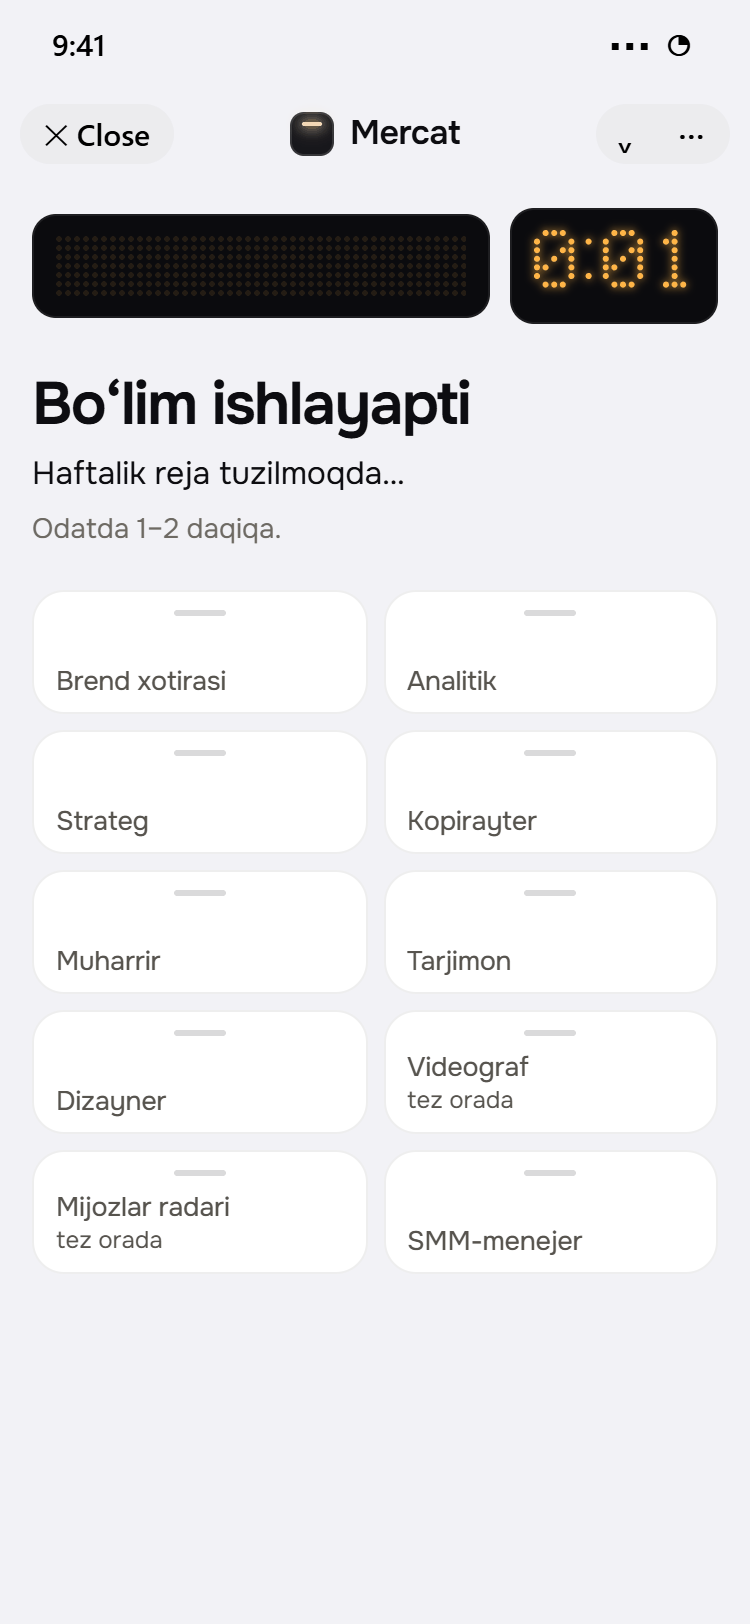 9:41
Close
Mercat
0:01
Bo‘lim ishlayapti
Haftalik reja tuzilmoqda...
Odatda 1–2 daqiqa.
Brend xotirasi
Analitik
Strateg
Kopirayter
Muharrir
Tarjimon
Dizayner
Videograf
tez orada
Mijozlar radari
tez orada
SMM-menejer